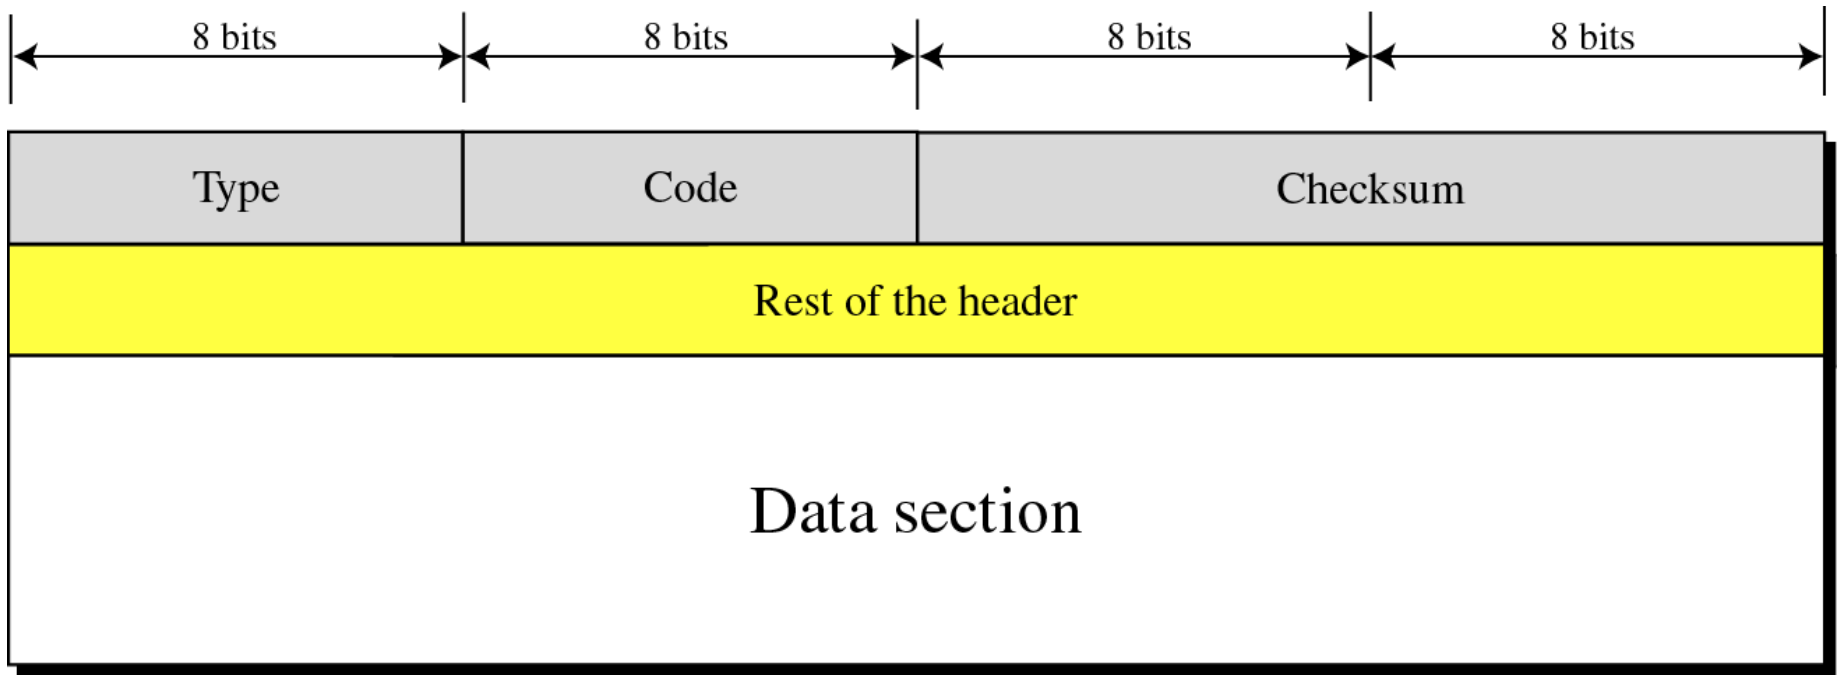 8 bits 8 bits 8 bits 8 bits
Type Code Checksum
Rest of the header
Data section